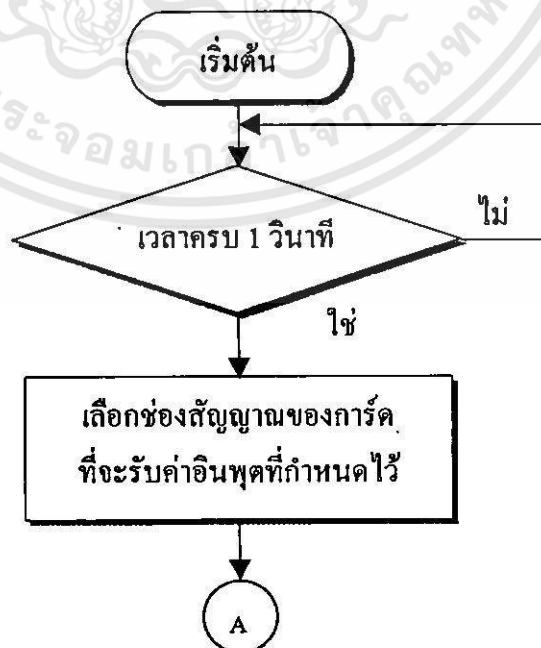 เริ่มต้น
เวลาครบ 1 วินาที
ไม่
ใช่
เลือกช่องสัญญาณของการ์ด
ที่จะรับค่าอินพุตที่กำหนดไว้
A